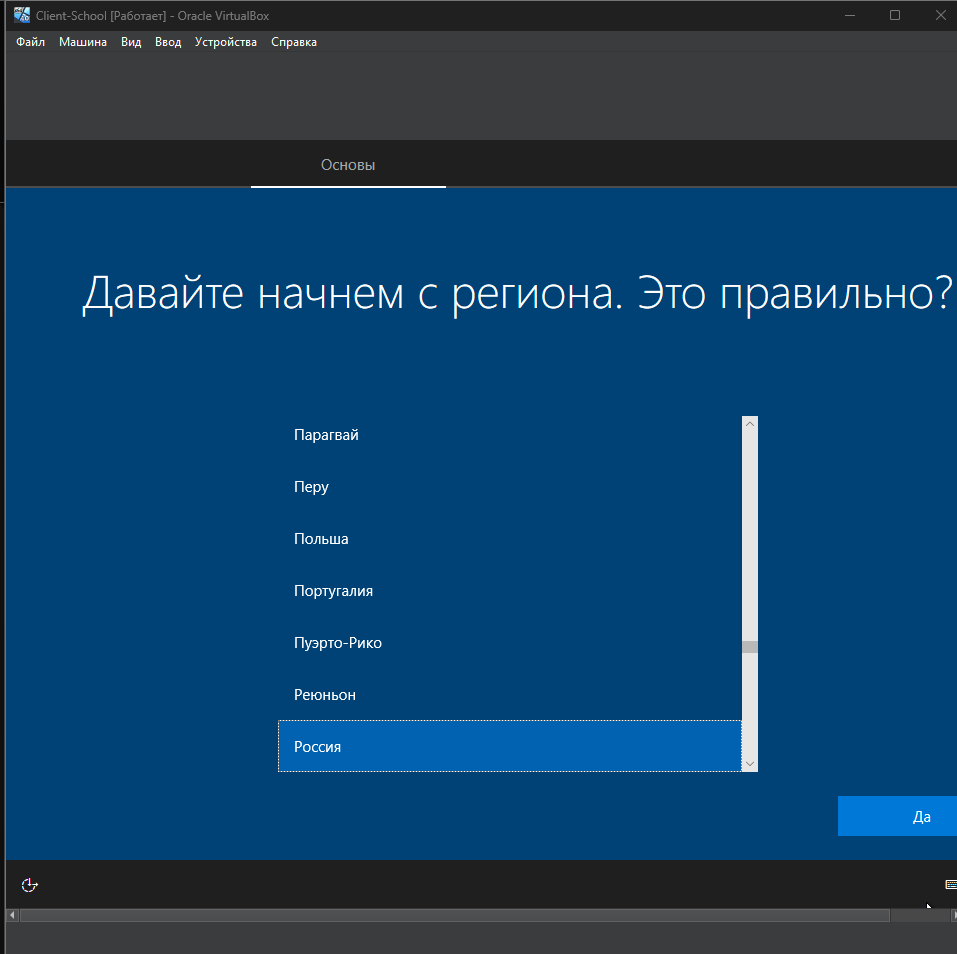 Client-School [Работает] - Oracle VirtualBox
Файл Машина Вид Ввод Устройства Справка
Основы
Давайте начнем с региона. Это правильно?
Парагвай
Перу
Польша
Португалия
Пуэрто-Рико
Реюньон
Россия
Да